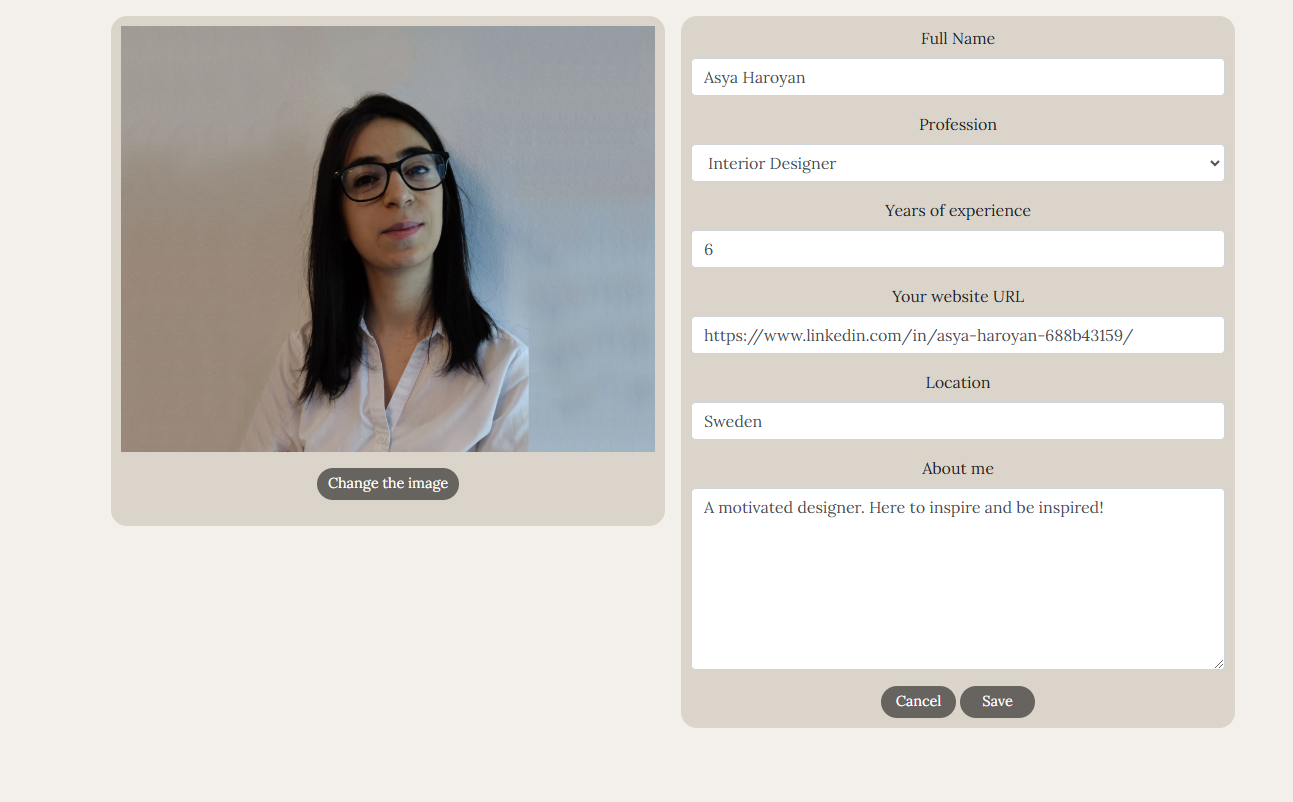 Change the image
Full Name
Asya Haroyan
Profession
Interior Designer
Years of experience
6
Your website URL
https://www.linkedin.com/in/asya-haroyan-688b43159/
Location
Sweden
About me
A motivated designer. Here to inspire and be inspired!
Cancel Save